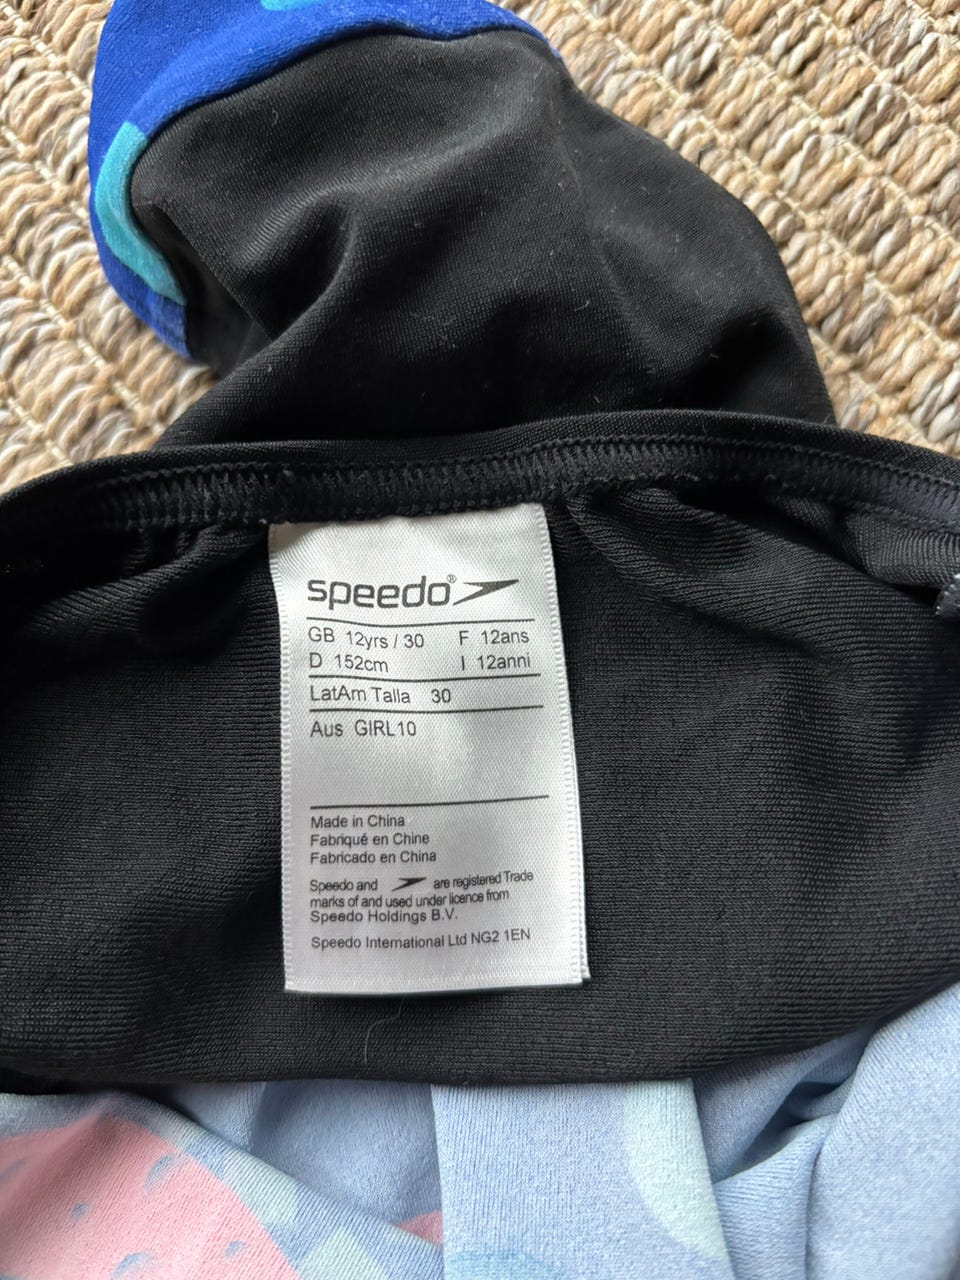 speedo®
GB 12yrs / 30 F 12ans
D 152cm I 12anni
LatAm Talla 30
Aus GIRL10
Made in China
Fabriqué en Chine
Fabricado en China
Speedo and are registered Trade
marks of and used under licence from
Speedo Holdings B.V.
Speedo International Ltd NG2 1EN